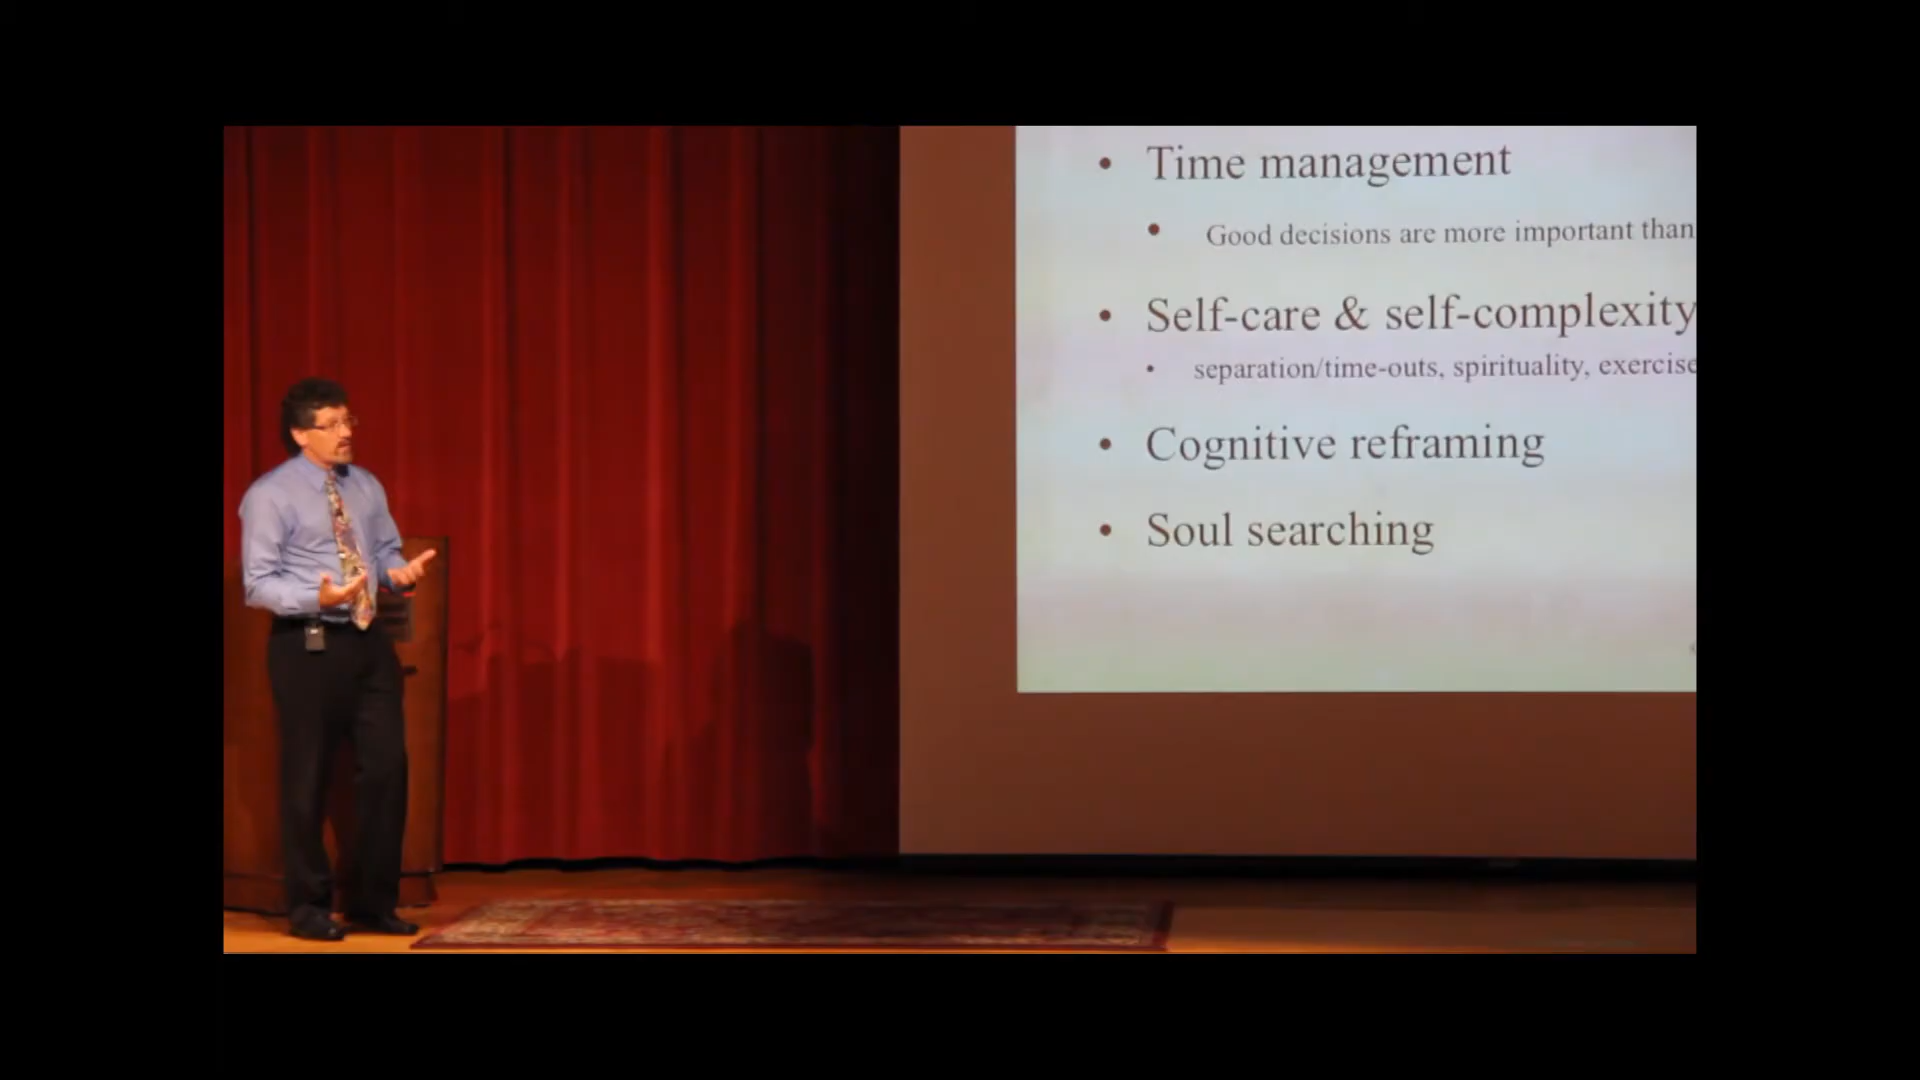 • Time management
• Good decisions are more important than
• Self-care & self-complexity
• separation/time-outs, spirituality, exercise
• Cognitive reframing
• Soul searching